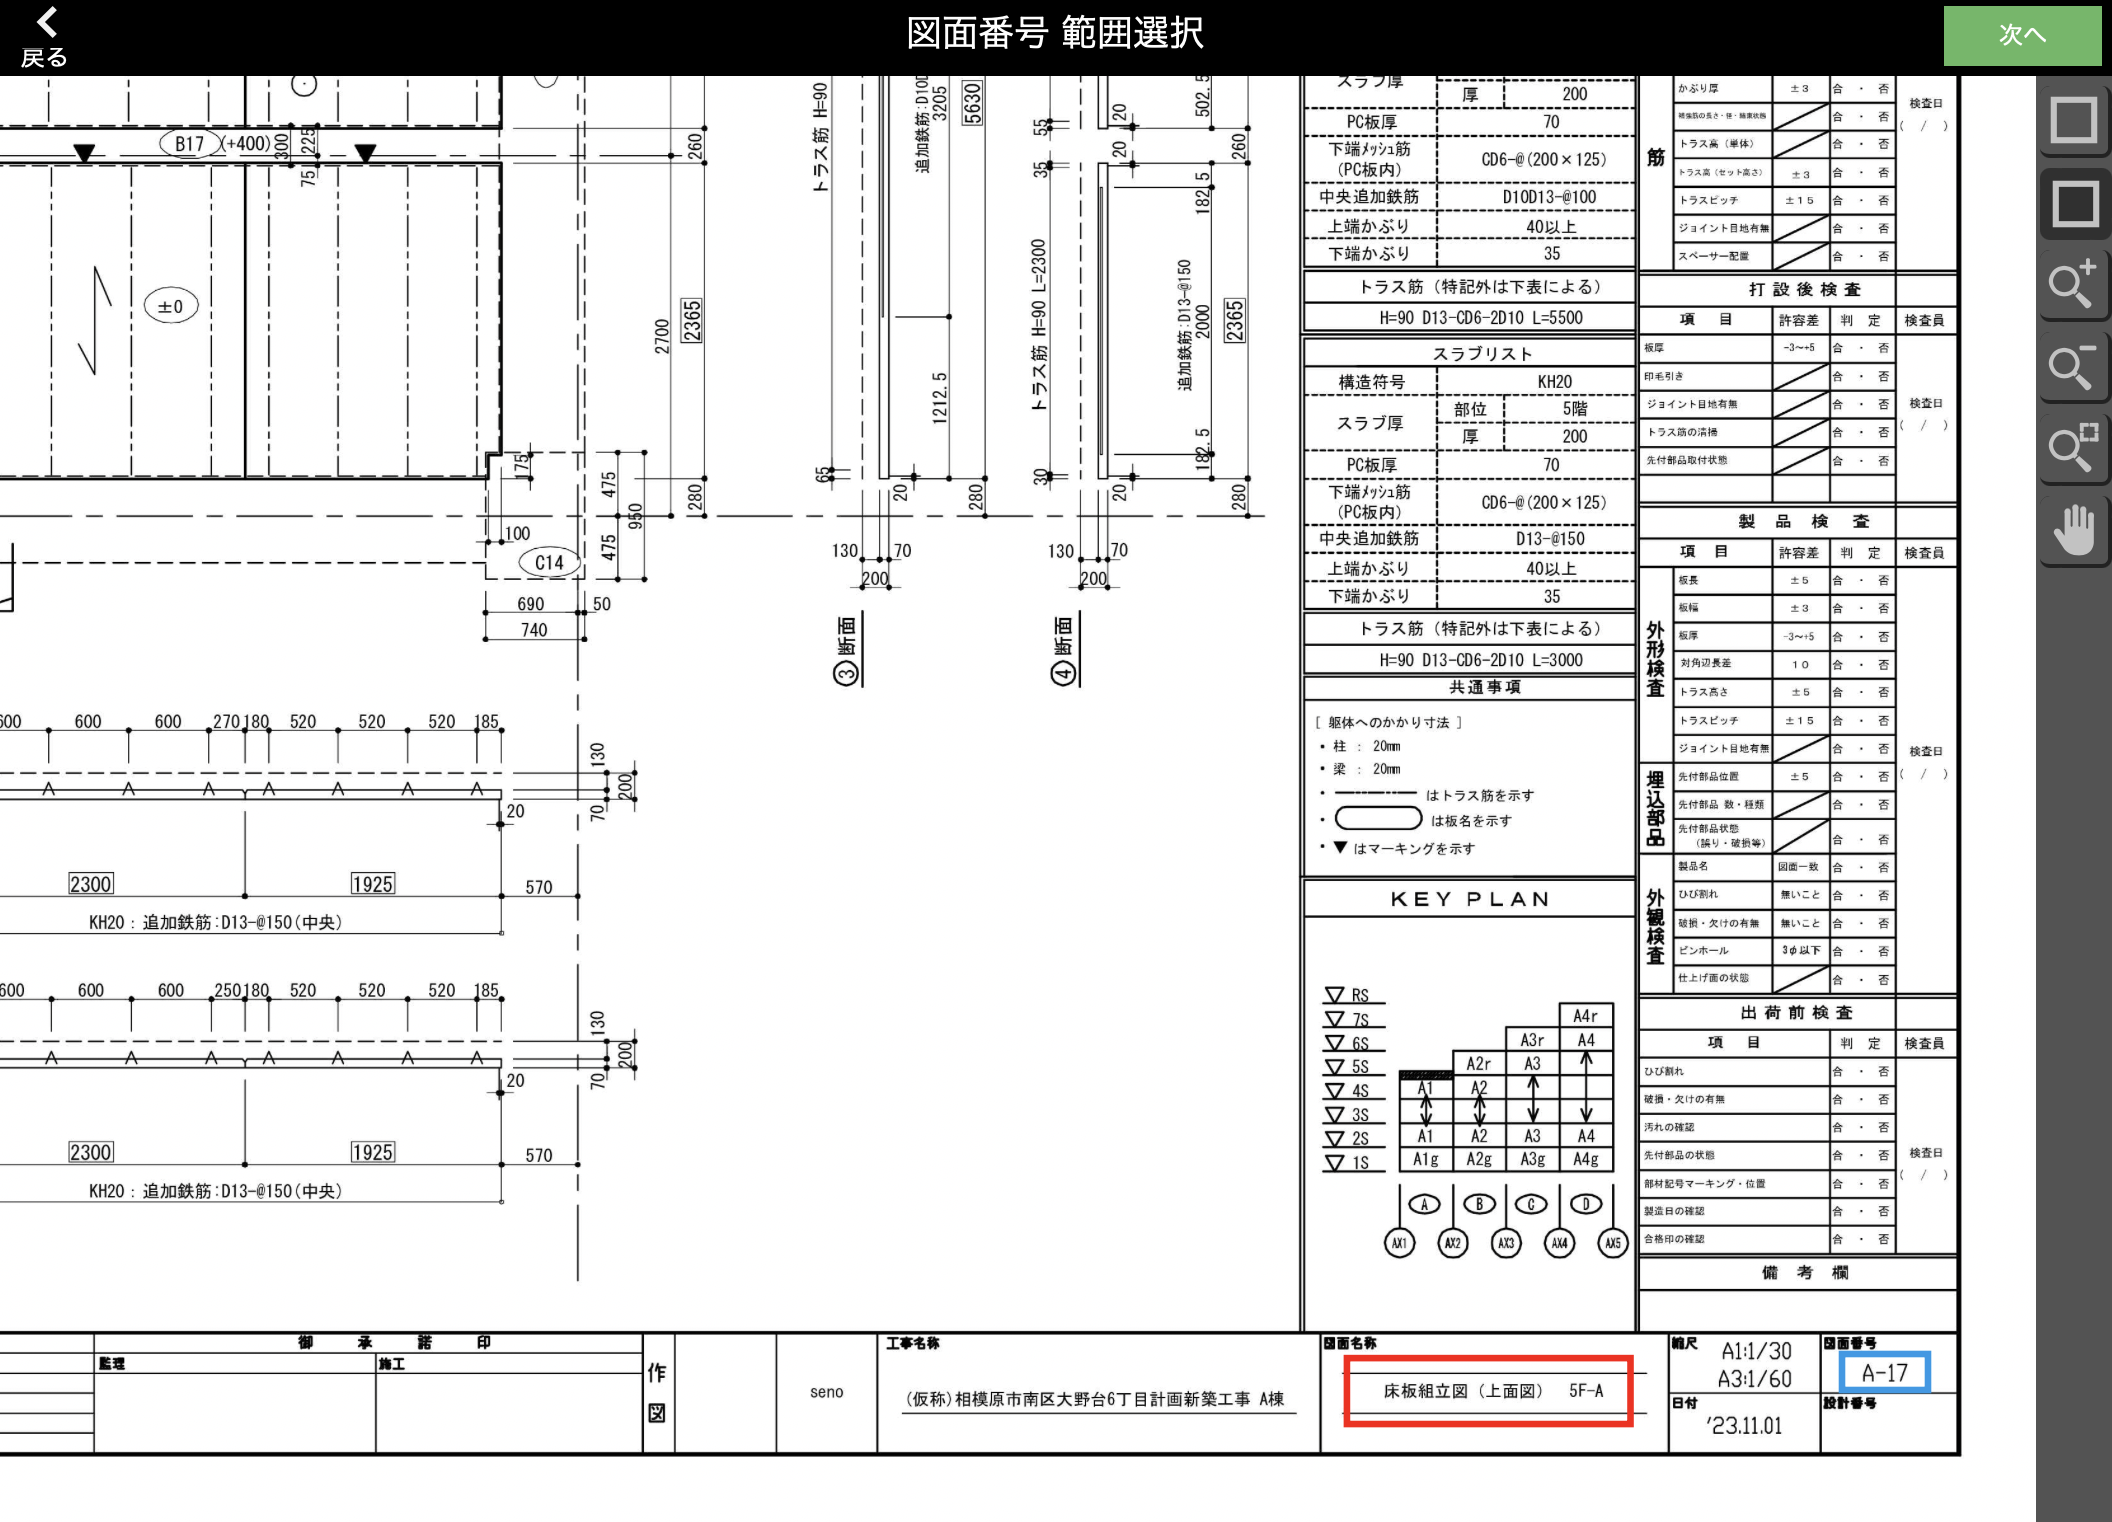 戻る
図面番号 範囲選択
次へ
B17
(+400)
300
225
75
260
±0
2700
2365
175
475
950
475
280
100
C14
690
50
740
トラス筋 H=90
追加鉄筋:D10D
3205
5630
1212.5
65
20
280
130
70
200
③断面
55
20
20
502.5
260
35
182.5
トラス筋 H=90 L=2300
追加鉄筋:D13-@150
2000
2365
182.5
30
20
280
130
70
200
④断面
600 600 600 270 180 520 520 520 185
130
200
70
20
2300
1925
570
KH20 : 追加鉄筋:D13-@150(中央)
600 600 600 250 180 520 520 520 185
130
200
70
20
2300
1925
570
KH20 : 追加鉄筋:D13-@150(中央)
スラブ厚
厚 200
PC板厚 70
下端メッシュ筋
(PC板内)
CD6-@(200×125)
中央追加鉄筋 D10D13-@100
上端かぶり 40以上
下端かぶり 35
トラス筋(特記外は下表による)
H=90 D13-CD6-2D10 L=5500
スラブリスト
構造符号 KH20
スラブ厚
部位 5階
厚 200
PC板厚 70
下端メッシュ筋
(PC板内)
CD6-@(200×125)
中央追加鉄筋 D13-@150
上端かぶり 40以上
下端かぶり 35
トラス筋(特記外は下表による)
H=90 D13-CD6-2D10 L=3000
共通事項
[ 躯体へのかかり寸法 ]
・ 柱 : 20mm
・ 梁 : 20mm
・ はトラス筋を示す
・ は板名を示す
・ ▼ はマーキングを示す
KEY PLAN
RS
7S A4r
6S A3r A4
5S A2r A3
4S A1 A2
3S
2S A1 A2 A3 A4
1S A1g A2g A3g A4g
A B C D
AX1 AX2 AX3 AX4 AX5
筋
かぶり厚 ±3 合 ・ 否
検査日
( / )
合 ・ 否
トラス高(単体) 合 ・ 否
トラス高(セット高さ) ±3 合 ・ 否
トラスピッチ ±15 合 ・ 否
ジョイント目地有無 合 ・ 否
スペーサー配置 合 ・ 否
打設後検査
項 目 許容差 判 定 検査員
板厚 -3~+5 合 ・ 否
印毛引き 合 ・ 否
ジョイント目地有無 合 ・ 否
トラス筋の清掃 合 ・ 否
先付部品取付状態 合 ・ 否
検査日
( / )
製品検査
項 目 許容差 判 定 検査員
外形検査
板長 ±5 合 ・ 否
板幅 ±3 合 ・ 否
板厚 -3~+5 合 ・ 否
対角辺長差 10 合 ・ 否
トラス高さ ±5 合 ・ 否
トラスピッチ ±15 合 ・ 否
ジョイント目地有無 合 ・ 否
検査日
( / )
埋込部品
先付部品位置 ±5 合 ・ 否
先付部品 数・種類 合 ・ 否
先付部品状態
(誤り・破損等)
合 ・ 否
外観検査
製品名 図面一致 合 ・ 否
ひび割れ 無いこと 合 ・ 否
破損・欠けの有無 無いこと 合 ・ 否
ピンホール 3φ以下 合 ・ 否
仕上げ面の状態 合 ・ 否
出荷前検査
項 目 判 定 検査員
ひび割れ 合 ・ 否
破損・欠けの有無 合 ・ 否
汚れの確認 合 ・ 否
先付部品の状態 合 ・ 否
部材記号マーキング・位置 合 ・ 否
製造日の確認 合 ・ 否
合格印の確認 合 ・ 否
検査日
( / )
備考欄
御承諾印
監理
施工
作図
seno
工事名称
(仮称)相模原市南区大野台6丁目計画新築工事 A棟
図面名称
床板組立図(上面図) 5F-A
縮尺
A1:1/30
A3:1/60
日付
'23.11.01
図面番号
A-17
設計番号